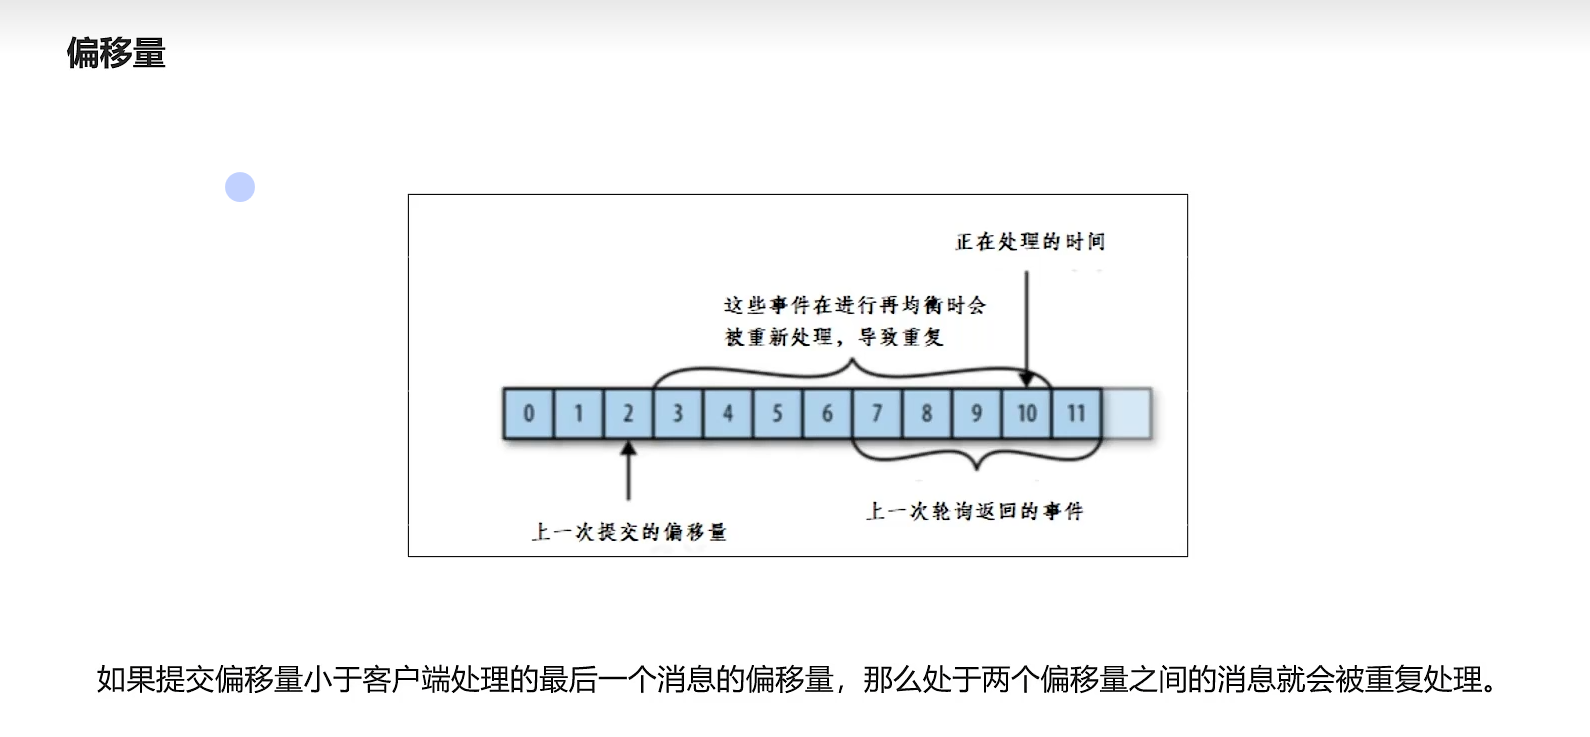 偏移量
正在处理的时间
这些事件在进行再均衡时会
被重新处理，导致重复
0 1 2 3 4 5 6 7 8 9 10 11
上一次轮询返回的事件
上一次提交的偏移量
如果提交偏移量小于客户端处理的最后一个消息的偏移量，那么处于两个偏移量之间的消息就会被重复处理。